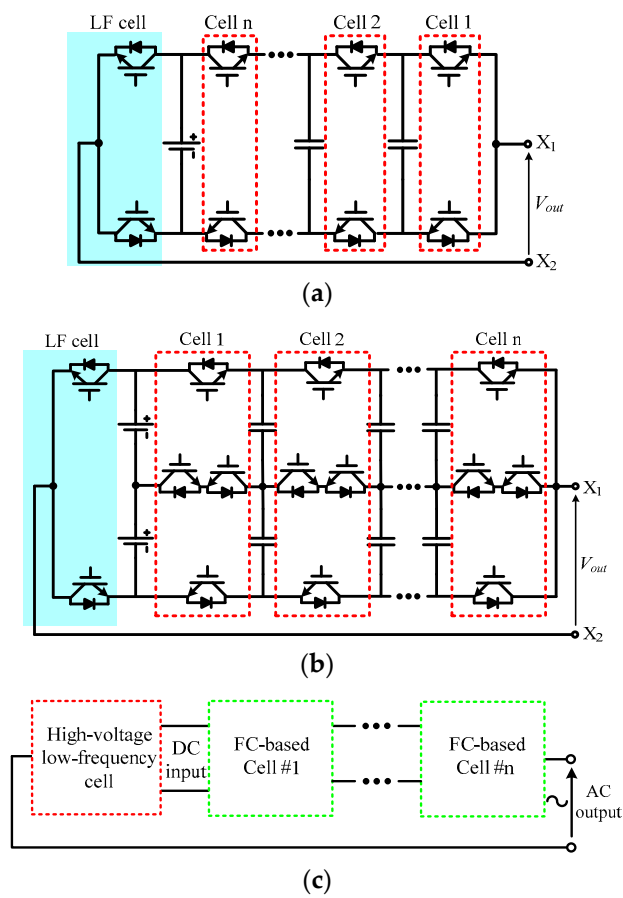 LF cell
Cell n
Cell 2
Cell 1
+
-
X1
Vout
X2
(a)
LF cell
Cell 1
Cell 2
Cell n
+
-
+
-
X1
Vout
X2
(b)
High-voltage
low-frequency
cell
DC
input
FC-based
Cell #1
FC-based
Cell #n
AC
output
(c)